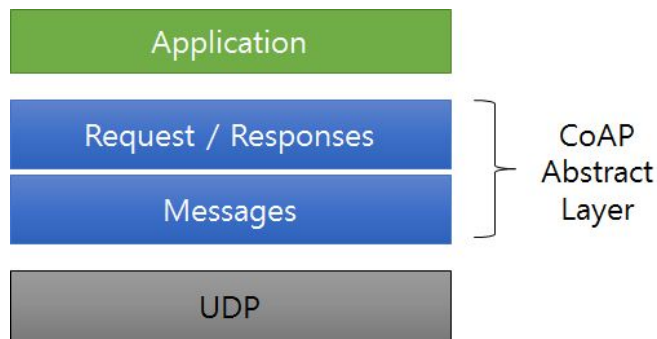 Application
Request / Responses
Messages
CoAP
Abstract
Layer
UDP